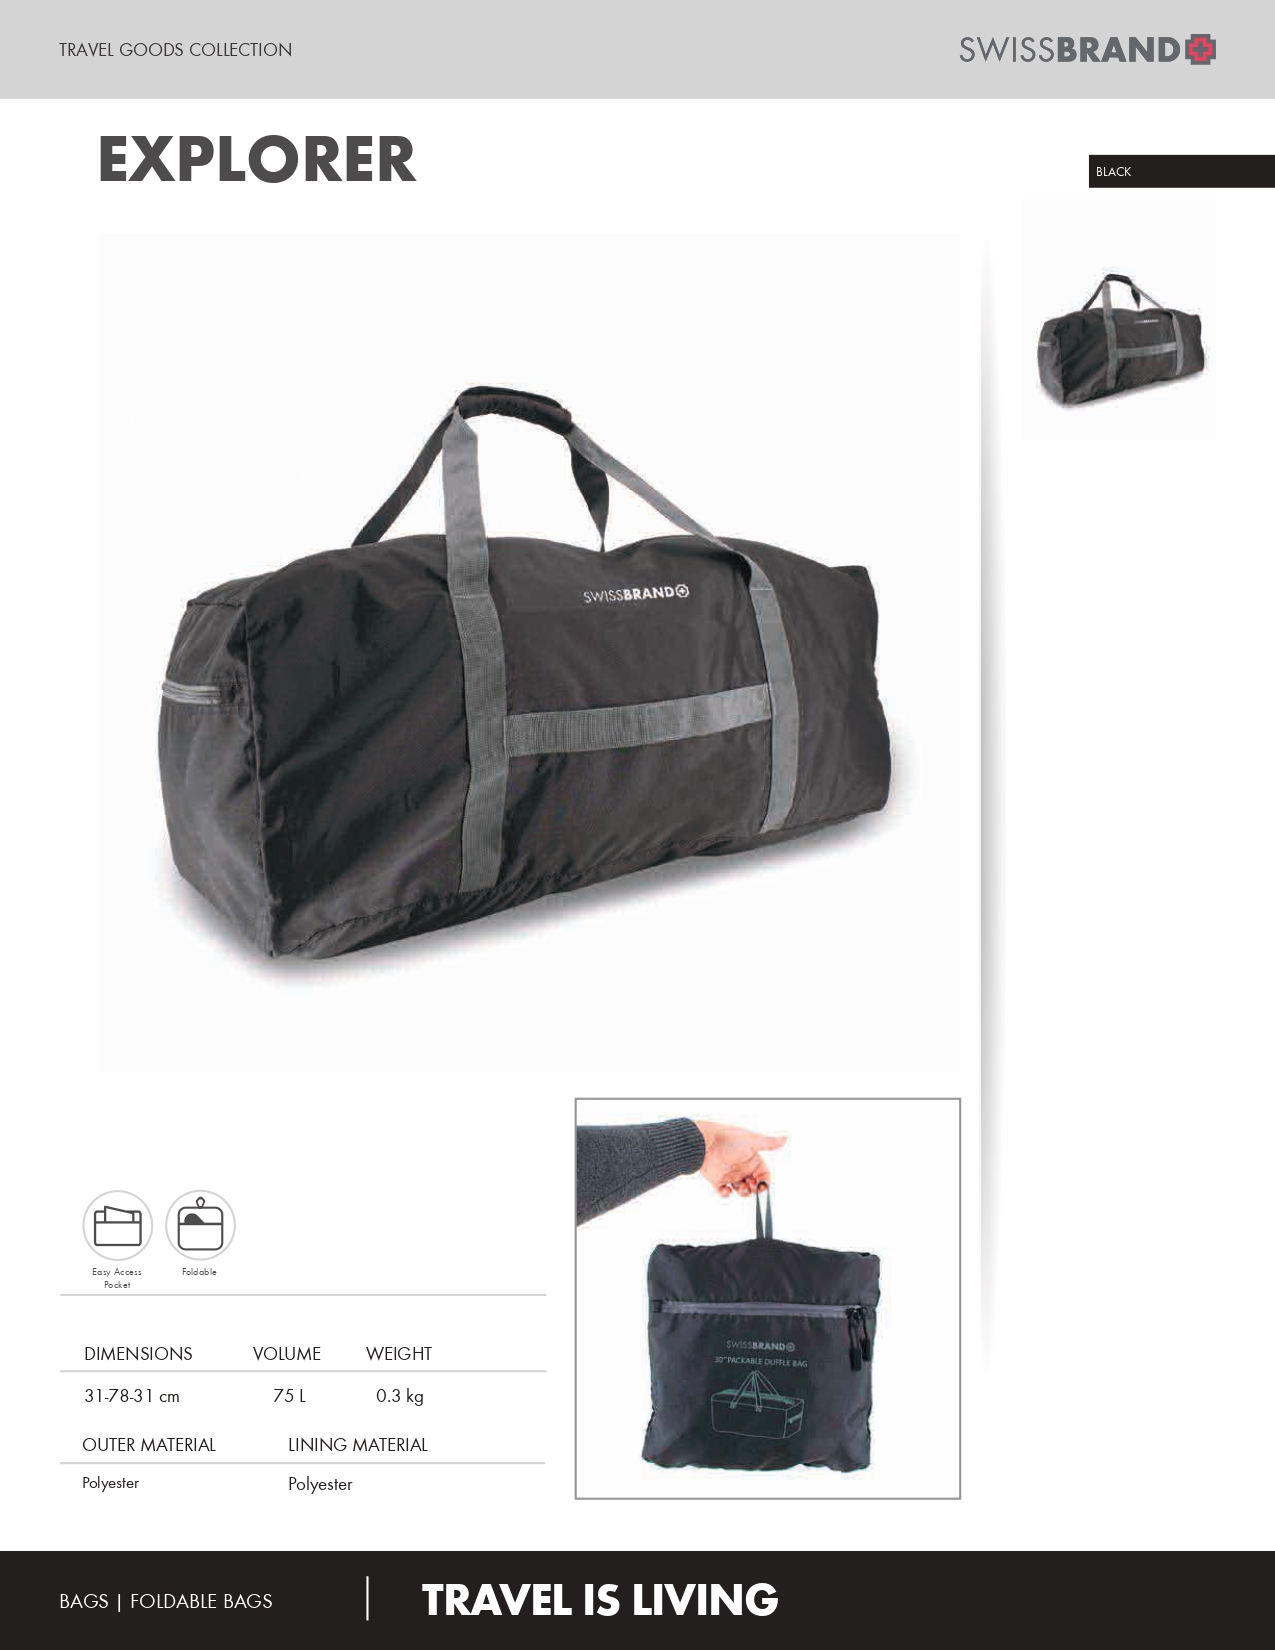 TRAVEL GOODS COLLECTION
SWISSBRAND
EXPLORER
BLACK
SWISSBRAND
SWISSBRAND
Easy Access
Pocket
Foldable
DIMENSIONS VOLUME WEIGHT
31-78-31 cm 75 L 0.3 kg
OUTER MATERIAL LINING MATERIAL
Polyester Polyester
SWISSBRAND
30" PACKABLE DUFFLE BAG
BAGS | FOLDABLE BAGS
TRAVEL IS LIVING